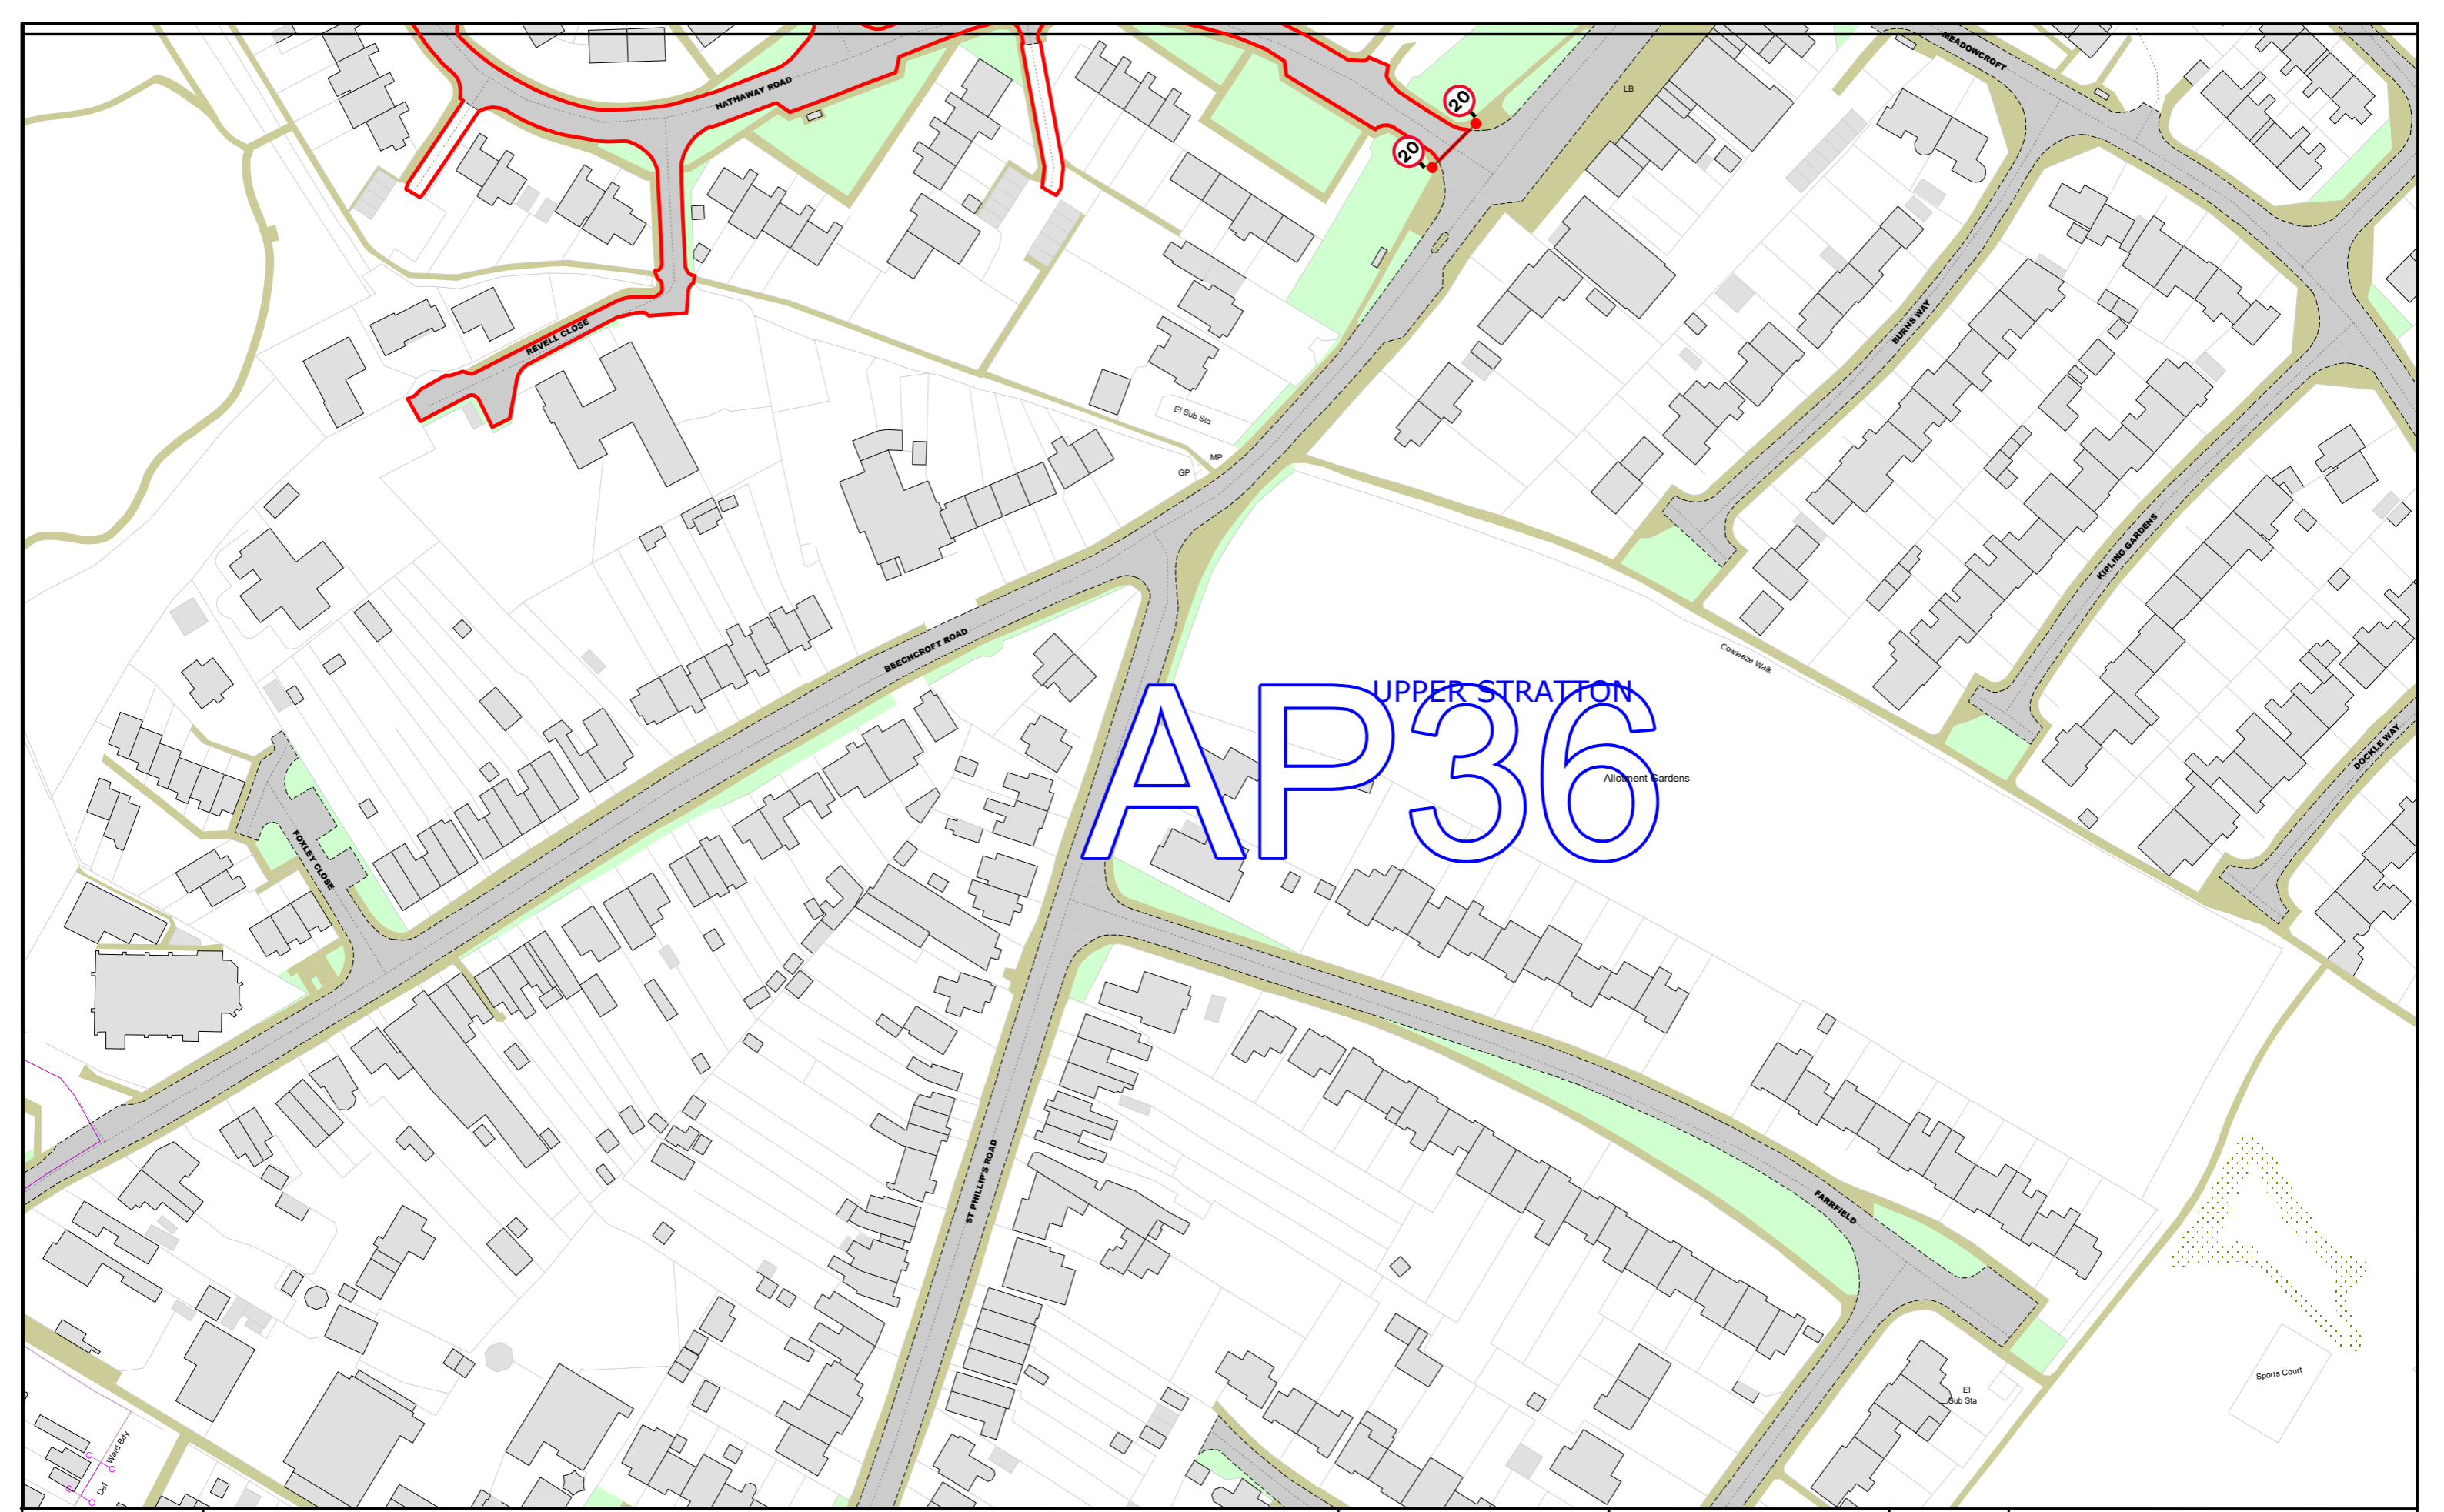 MEADOWCROFT
HATHAWAY ROAD
LB
20
20
BURNS WAY
REVELL CLOSE
El Sub Sta
MP
GP
KIPLING GARDENS
BEECHCROFT ROAD
Cowleaze Walk
UPPER STRATTON
AP36
Allotment Gardens
DOCKLE WAY
FOXLEY CLOSE
ST PHILLIP'S ROAD
FARRFIELD
Sports Court
El
Sub Sta
Ward Bdy
Def